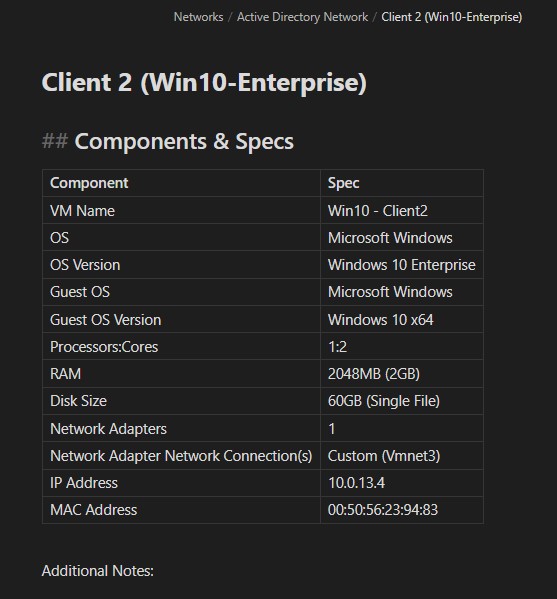 Networks / Active Directory Network / Client 2 (Win10-Enterprise)
Client 2 (Win10-Enterprise)
## Components & Specs
Component Spec
VM Name Win10 - Client2
OS Microsoft Windows
OS Version Windows 10 Enterprise
Guest OS Microsoft Windows
Guest OS Version Windows 10 x64
Processors:Cores 1:2
RAM 2048MB (2GB)
Disk Size 60GB (Single File)
Network Adapters 1
Network Adapter Network Connection(s) Custom (Vmnet3)
IP Address 10.0.13.4
MAC Address 00:50:56:23:94:83
Additional Notes: